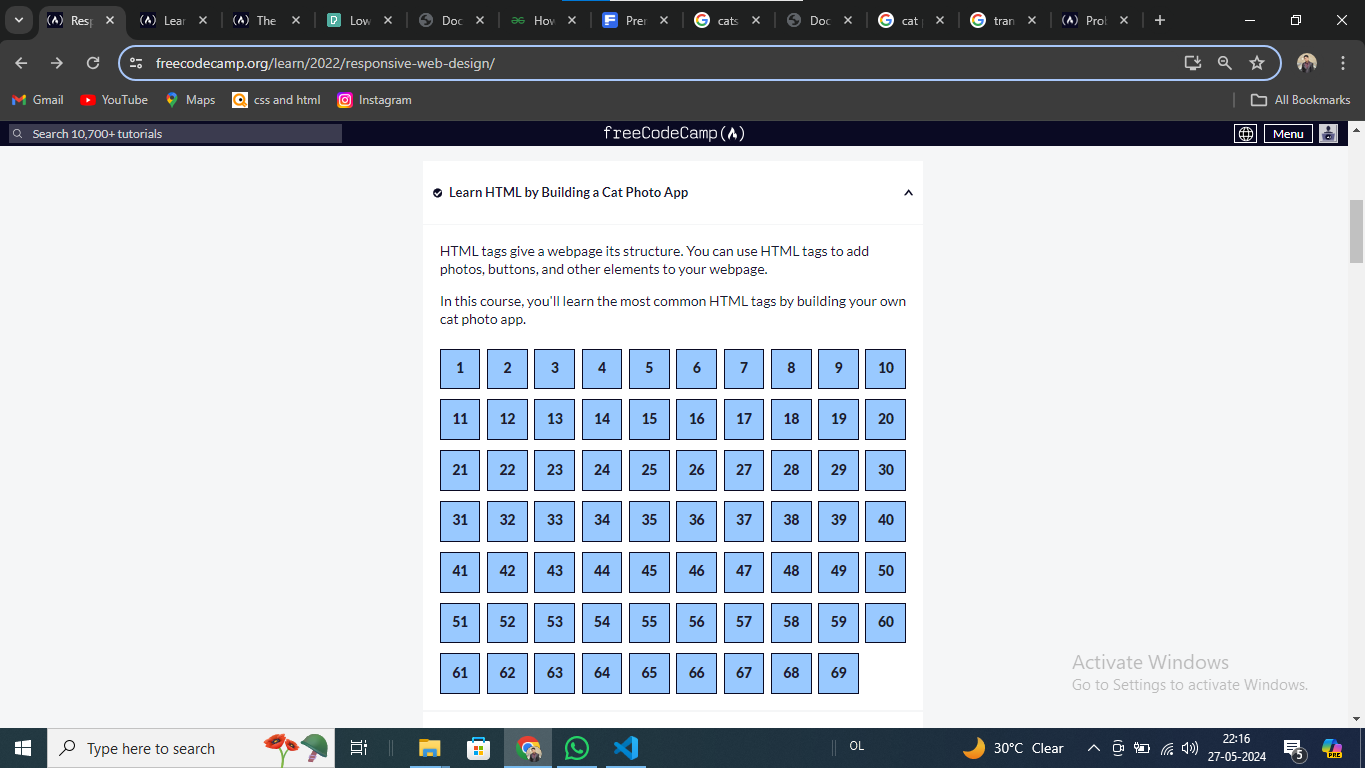 Resp
Lear
The
Low
Doc
How
Prer
cats
Doc
cat
tran
Prol
freecodecamp.org/learn/2022/responsive-web-design/
Gmail
YouTube
Maps
css and html
Instagram
All Bookmarks
Search 10,700+ tutorials
freeCodeCamp
Menu
Learn HTML by Building a Cat Photo App
HTML tags give a webpage its structure. You can use HTML tags to add
photos, buttons, and other elements to your webpage.
In this course, you'll learn the most common HTML tags by building your own
cat photo app.
1 2 3 4 5 6 7 8 9 10
11 12 13 14 15 16 17 18 19 20
21 22 23 24 25 26 27 28 29 30
31 32 33 34 35 36 37 38 39 40
41 42 43 44 45 46 47 48 49 50
51 52 53 54 55 56 57 58 59 60
61 62 63 64 65 66 67 68 69
Activate Windows
Go to Settings to activate Windows.
Type here to search
OL
30°C Clear
22:16
27-05-2024
5
PRE